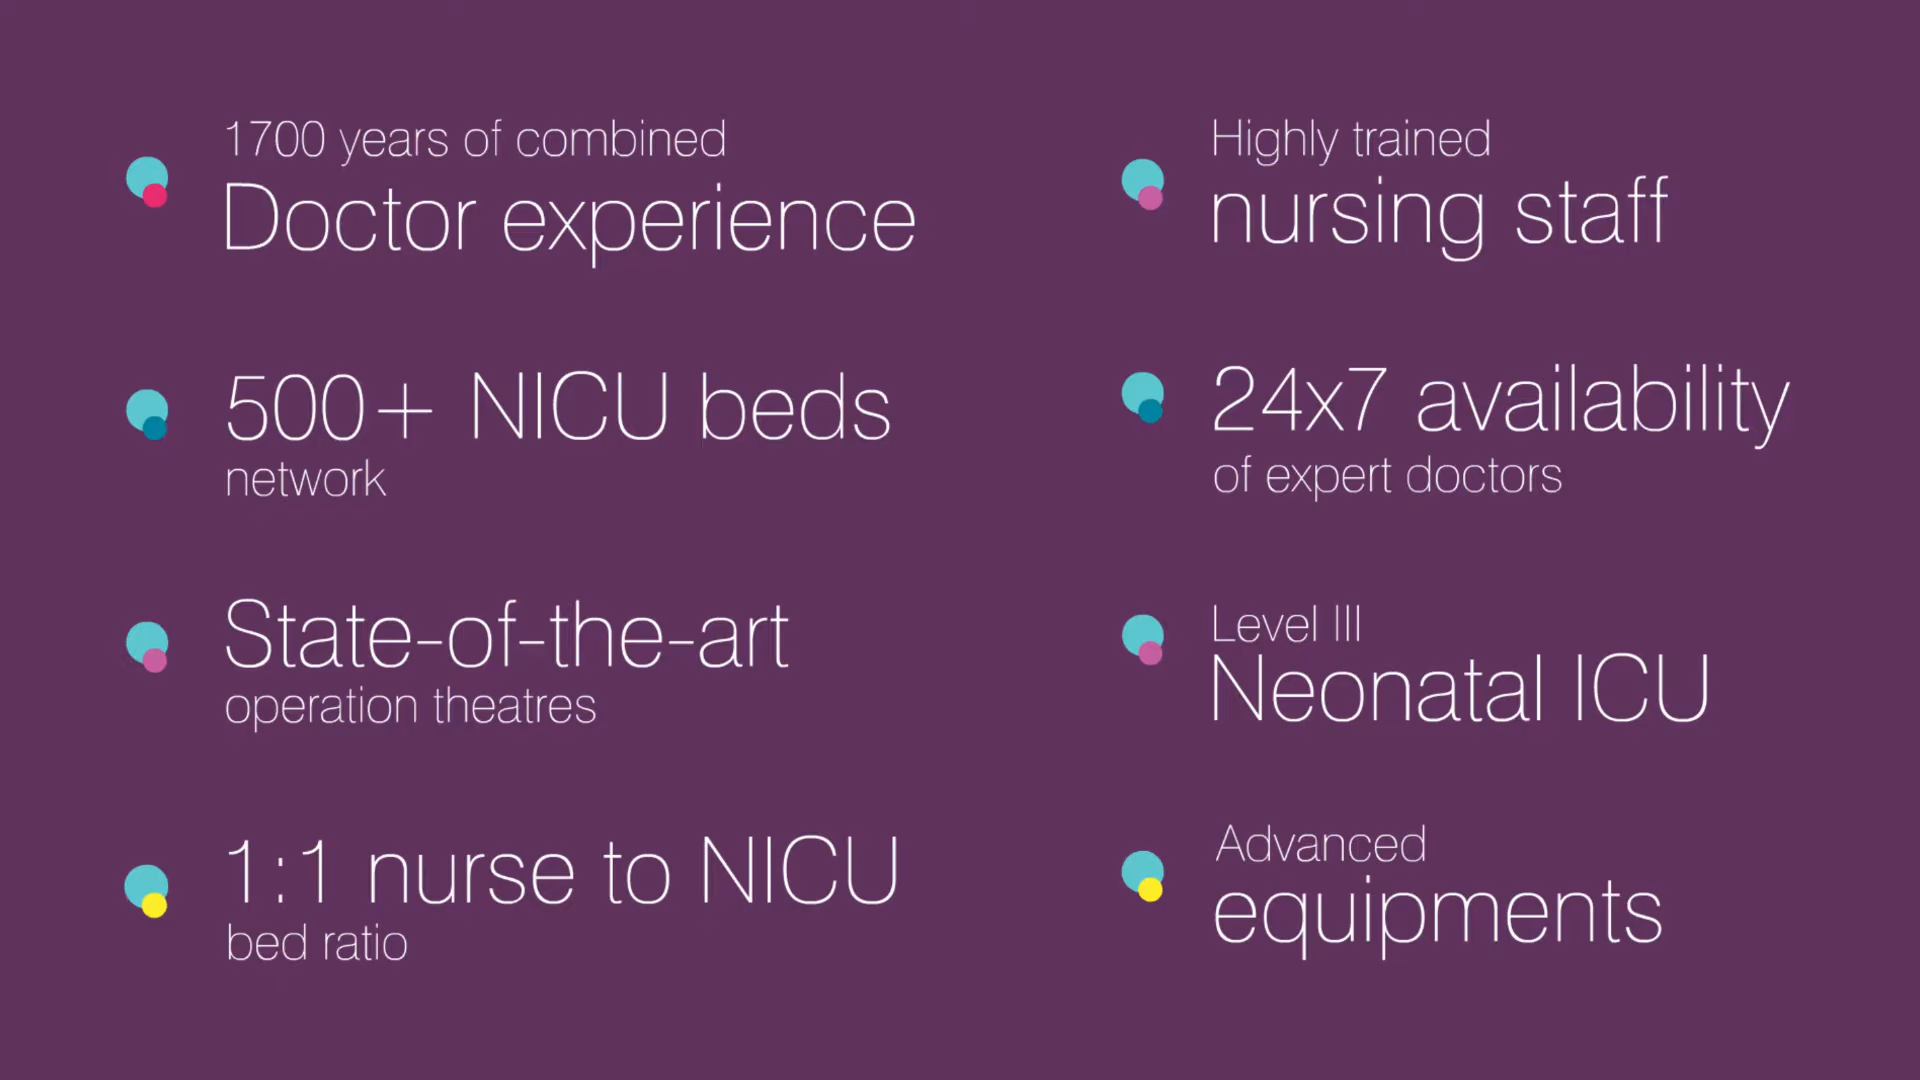 1700 years of combined
Doctor experience
500+ NICU beds
network
State-of-the-art
operation theatres
1:1 nurse to NICU
bed ratio
Highly trained
nursing staff
24x7 availability
of expert doctors
Level III
Neonatal ICU
Advanced
equipments